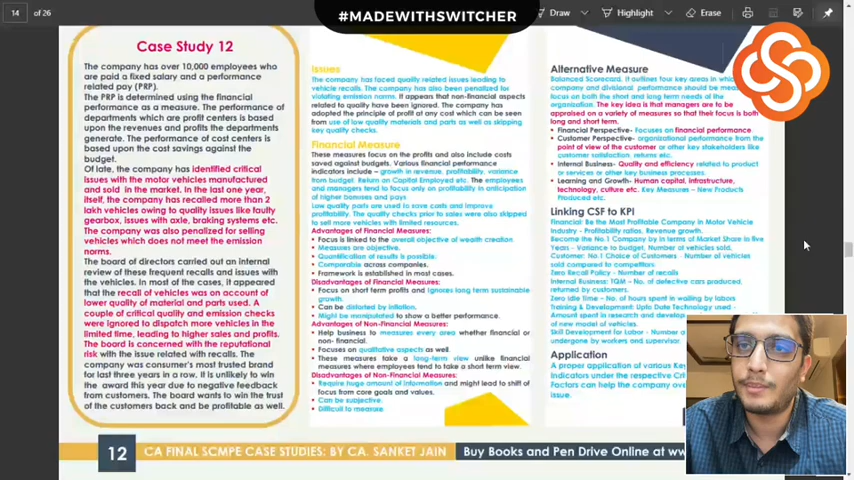 14 of 26
#MADEWITHSWITCHER
Draw
Highlight
Erase
Case Study 12
The company has over 10,000 employees who
are paid a fixed salary and a performance
related pay (PRP).
The PRP is determined using the financial
performance as a measure. The performance of
departments which are profit centers is based
upon the revenues and profits the departments
generate. The performance of cost centers is
based upon the cost savings against the
budget.
Of late, the company has identified critical
issues with the motor vehicles manufactured
and sold in the market. In the last one year,
itself, the company has recalled more than 2
lakh vehicles owing to quality issues like faulty
gearbox, issues with axle, braking systems etc.
The company was also penalized for selling
vehicles which does not meet the emission
norms.
The board of directors carried out an internal
review of these frequent recalls and issues with
the vehicles. In most of the cases, it appeared
that the recall of vehicles was on account of
lower quality of material and parts used. A
couple of critical quality and emission checks
were ignored to dispatch more vehicles in the
limited time, leading to higher sales and profits.
The board is concerned with the reputational
risk with the issue related with recalls. The
company was consumer's most trusted brand
for last three years in a row. It is unlikely to win
the award this year due to negative feedback
from customers. The board wants to win the trust
of the customers back and be profitable as well.
Issues
The company has faced quality related issues leading to
vehicle recalls. The company has also been penalized for
violating emission norms. It appears that non-financial aspects
related to quality have been ignored. The company has
adopted the principle of profit at any cost which can be seen
from use of low quality materials and parts as well as skipping
key quality checks.
Financial Measure
These measures focus on the profit and also include costs
saved against budgets. Various financial performance
indicators include – growth in revenue, profitability, variance
from budget, Return on Capital Employed etc. The employees
and managers tend to focus only on profitability in anticipation
of higher bonuses and pays
Low quality parts are used to save costs and improve
profitability. The quality checks prior to sales were also skipped
to sell more vehicles with limited resources.
Advantages of Financial Measures:
• Focus is linked to the overall objective of wealth creation
• Measures are objective.
• Quantification of results is possible.
• Comparable across companies.
• Framework is established in most cases.
Disadvantages of Financial Measures:
• Focus on short term profits and ignores long term sustainable
growth.
• Can be distorted by inflation.
• Might be manipulated to show a better performance.
Advantages of Non-Financial Measures:
• Help business to measures every area whether financial or
non- financial.
• Focuses on qualitative aspects as well.
• These measures take a long-term view unlike financial
measures where employees tend to take a short term view.
Disadvantages of Non-Financial Measures:
• Require huge amount of information and might lead to shift of
focus from core goals and values.
• Can be subjective.
• Difficult to measure
Alternative Measure
Balanced Scorecard. It outlines four key areas in which
company and divisional performance should be meas
focus on both the short and long term needs of the
organization. The key idea is that managers are to be
appraised on a variety of measures so that their focus is both
long and short term.
• Financial Perspective- Focuses on financial performance
• Customer Perspective- organizational performance from the
point of view of the customer or other key stakeholders like
customer satisfaction, returns etc.
• Internal Business- Quality and efficiency related to product
or services or other key business processes.
• Learning and Growth- Human capital, infrastructure,
technology, culture etc. Key Measures – New Products
Produced etc.
Linking CSF to KPI
Financial: Be the Most Profitable Company in Motor Vehicle
Industry - Profitability ratios, Revenue growth.
Become the No.1 Company by in terms of Market Share in five
Years - Variance to budget, Number of vehicles sold.
Customer: No.1 Choice of Customers - Number of vehicles
sold compared to competitors
Zero Recall Policy - Number of recalls
Internal Business: TQM – No. of defective cars produced,
returned by customers.
Zero idle Time – No. of hours spent in waiting by labors
Training & Development: Upto Date Technology used -
Amount spent in research and develop
of new model of vehicles
Skill Development for Labor - Number o
undergone by workers and supervisor.
Application
A proper application of various Key
indicators under the respective Crit
Factors can help the company over
issue.
12
CA FINAL SCMPE CASE STUDIES: BY CA. SANKET JAIN
Buy Books and Pen Drive Online at ww